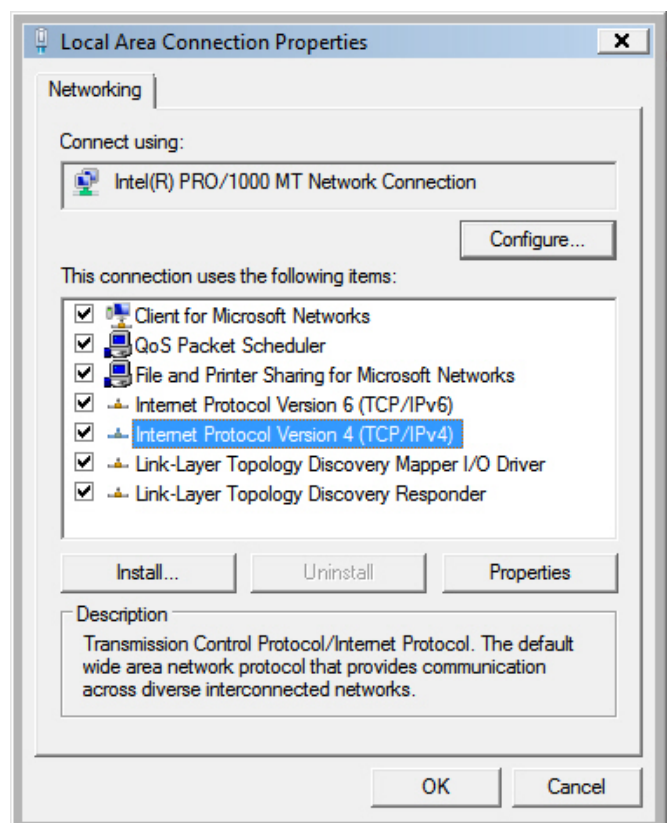 Local Area Connection Properties
Networking
Connect using:
Intel(R) PRO/1000 MT Network Connection
Configure...
This connection uses the following items:
Client for Microsoft Networks
QoS Packet Scheduler
File and Printer Sharing for Microsoft Networks
Internet Protocol Version 6 (TCP/IPv6)
Internet Protocol Version 4 (TCP/IPv4)
Link-Layer Topology Discovery Mapper I/O Driver
Link-Layer Topology Discovery Responder
Install... Uninstall Properties
Description
Transmission Control Protocol/Internet Protocol. The default
wide area network protocol that provides communication
across diverse interconnected networks.
OK Cancel